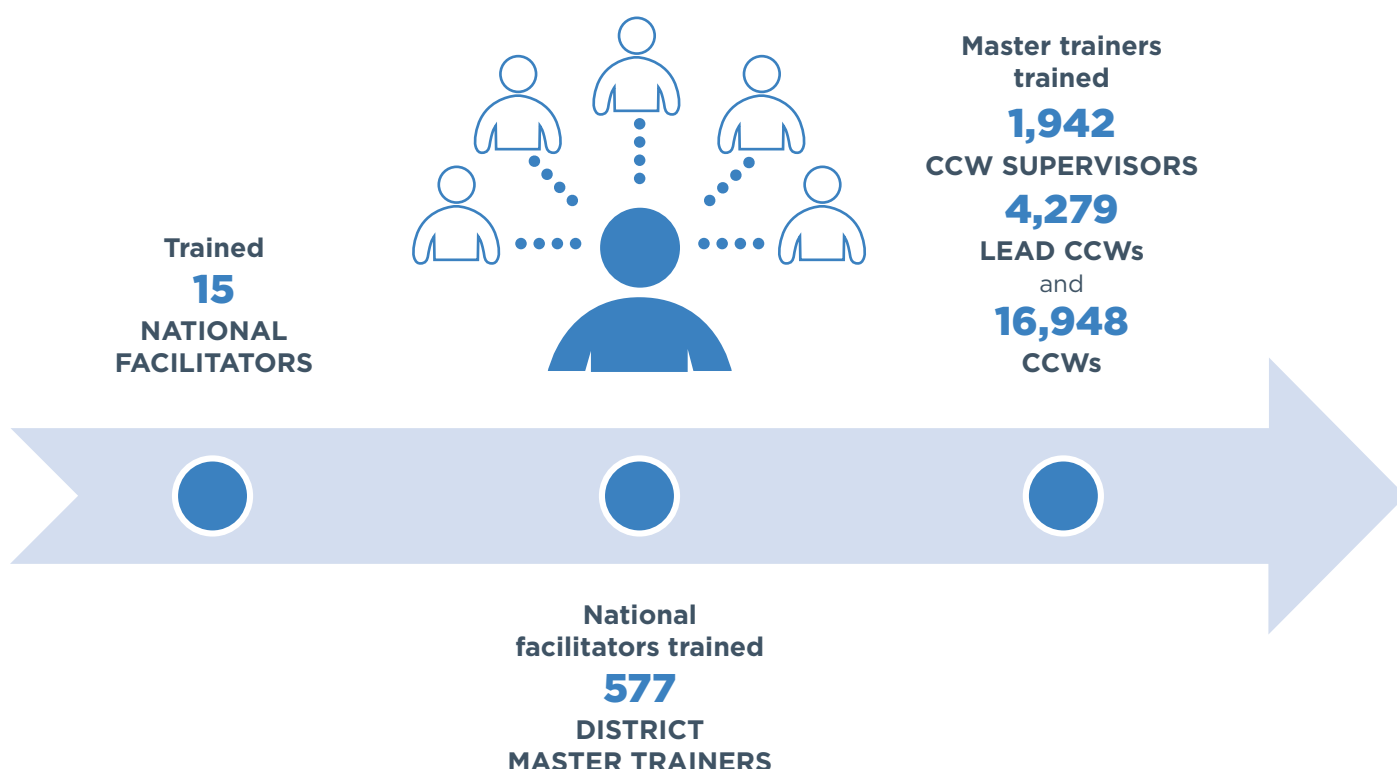 Trained
15
NATIONAL
FACILITATORS
National
facilitators trained
577
DISTRICT
MASTER TRAINERS
Master trainers
trained
1,942
CCW SUPERVISORS
4,279
LEAD CCWs
and
16,948
CCWs